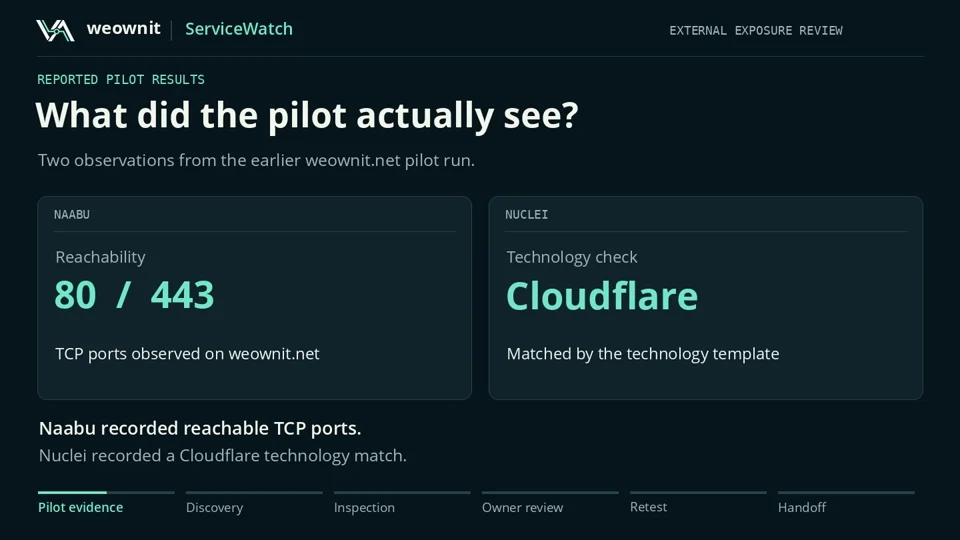 weownit | ServiceWatch
EXTERNAL EXPOSURE REVIEW
REPORTED PILOT RESULTS
What did the pilot actually see?
Two observations from the earlier weownit.net pilot run.
NAABU
Reachability
80 / 443
TCP ports observed on weownit.net
NUCLEI
Technology check
Cloudflare
Matched by the technology template
Naabu recorded reachable TCP ports.
Nuclei recorded a Cloudflare technology match.
Pilot evidence
Discovery
Inspection
Owner review
Retest
Handoff